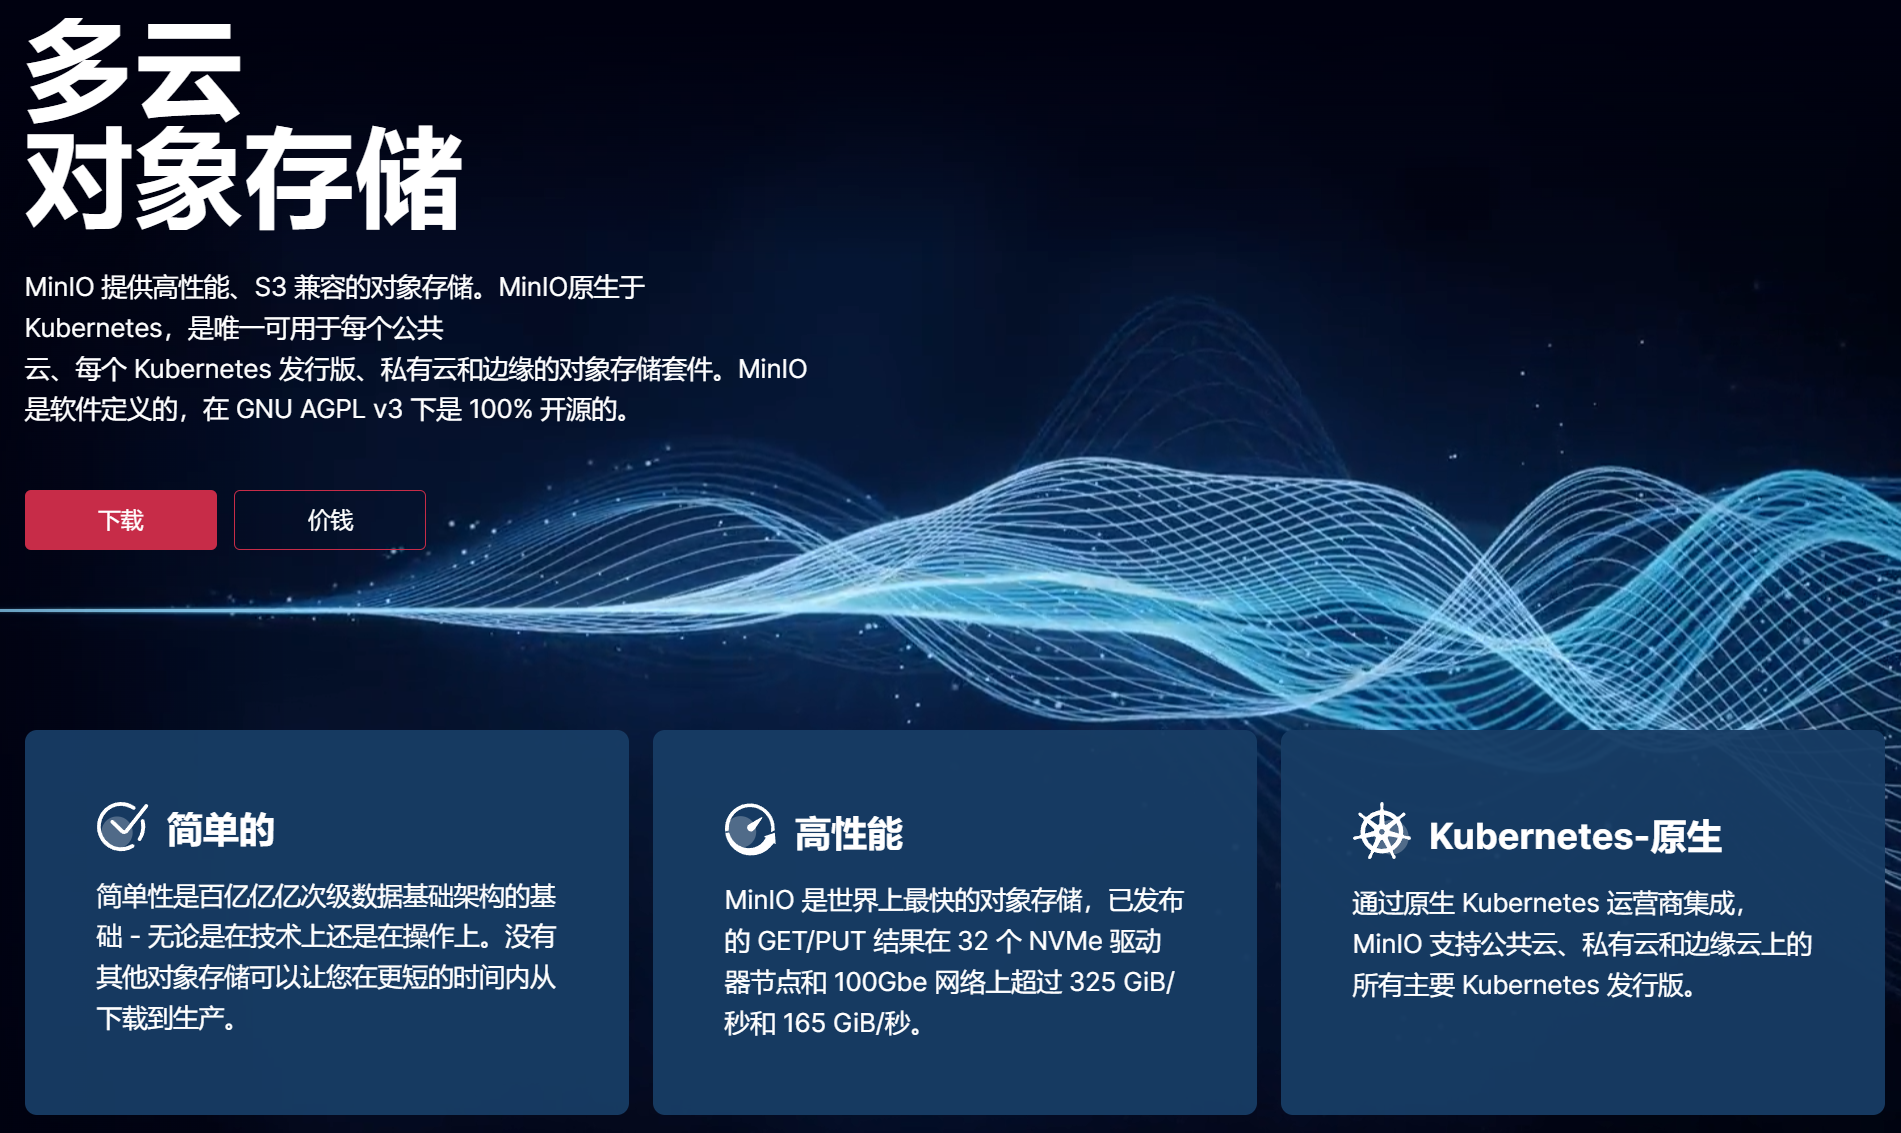 多云
对象存储
MinIO 提供高性能、S3 兼容的对象存储。MinIO原生于
Kubernetes，是唯一可用于每个公共
云、每个 Kubernetes 发行版、私有云和边缘的对象存储套件。MinIO
是软件定义的，在 GNU AGPL v3 下是 100% 开源的。
下载
价钱
简单的
简单性是百亿亿亿次级数据基础架构的基
础 - 无论是在技术上还是在操作上。没有
其他对象存储可以让您在更短的时间内从
下载到生产。
高性能
MinIO 是世界上最快的对象存储，已发布
的 GET/PUT 结果在 32 个 NVMe 驱动
器节点和 100Gbe 网络上超过 325 GiB/
秒和 165 GiB/秒。
Kubernetes-原生
通过原生 Kubernetes 运营商集成，
MinIO 支持公共云、私有云和边缘云上的
所有主要 Kubernetes 发行版。